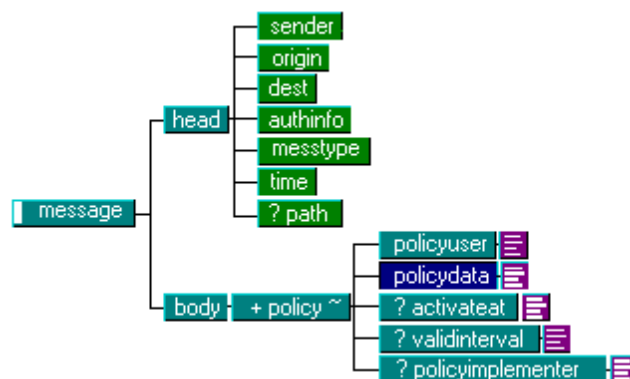 sender
origin
dest
head authinfo
messtype
time
message ? path
policyuser
policydata
body + policy ~ ? activateat
? validinterval
? policyimplementer